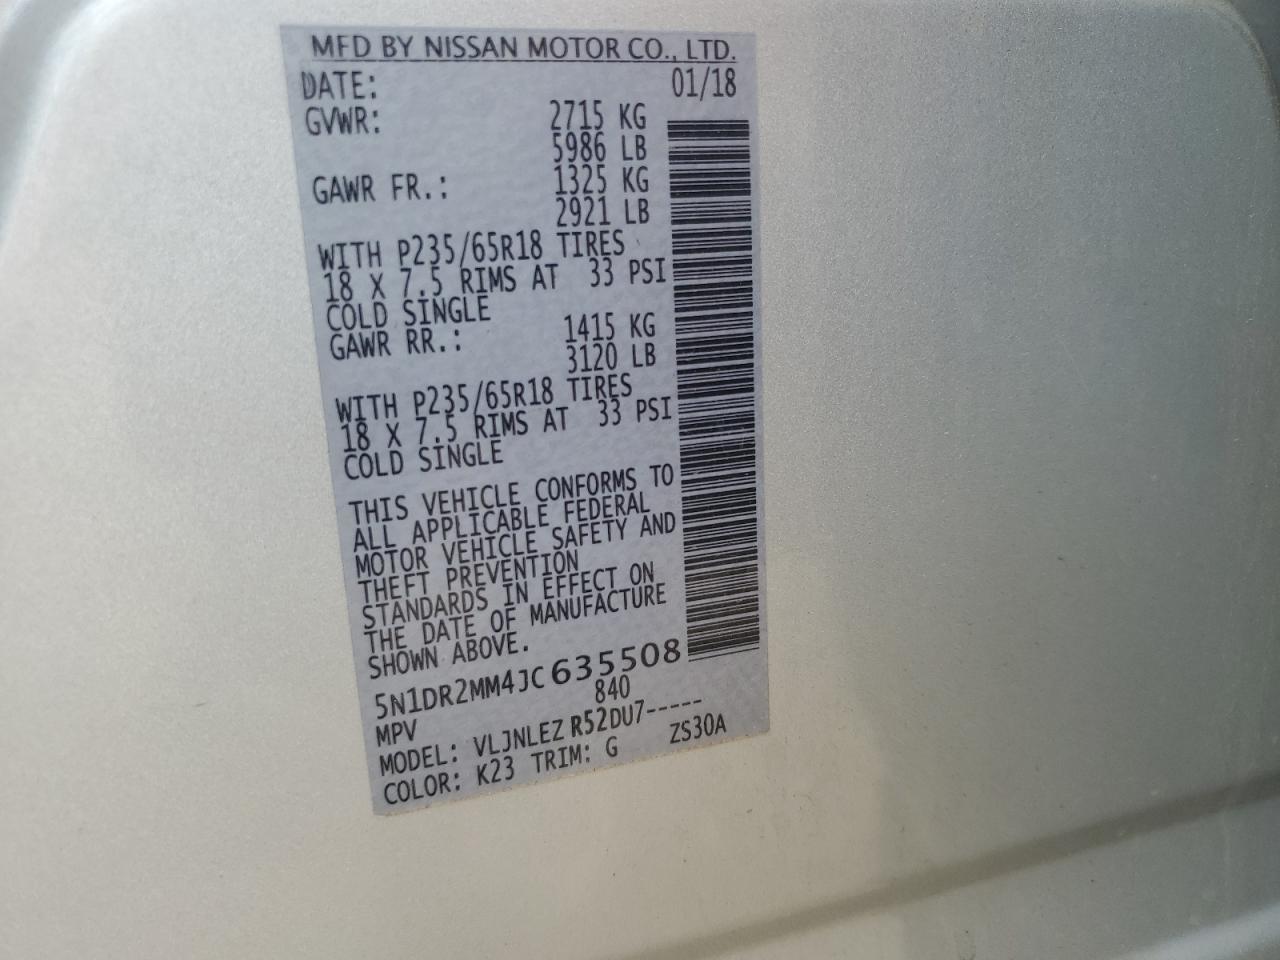 MFD BY NISSAN MOTOR CO., LTD.
DATE: 01/18
GVWR: 2715 KG
5986 LB
GAWR FR.: 1325 KG
2921 LB
WITH P235/65R18 TIRES
18 X 7.5 RIMS AT 33 PSI
COLD SINGLE
GAWR RR.: 1415 KG
3120 LB
WITH P235/65R18 TIRES
18 X 7.5 RIMS AT 33 PSI
COLD SINGLE
THIS VEHICLE CONFORMS TO
ALL APPLICABLE FEDERAL
MOTOR VEHICLE SAFETY AND
THEFT PREVENTION
STANDARDS IN EFFECT ON
THE DATE OF MANUFACTURE
SHOWN ABOVE.
5N1DR2MM4JC635508
MPV 840
MODEL: VLJNLEZ R52DU7-----
COLOR: K23 TRIM: G ZS30A